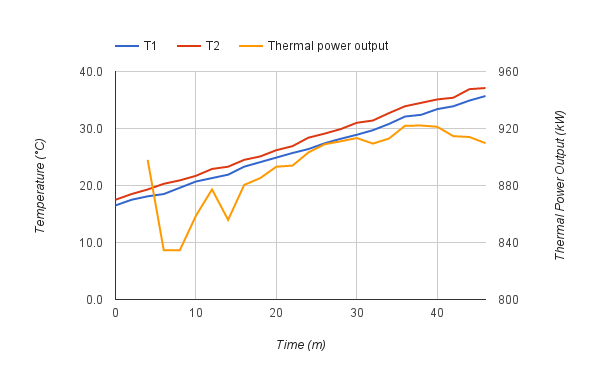 T1 T2 Thermal power output
40.0 960
30.0 920
20.0 880
10.0 840
0.0 800
0 10 20 30 40
Temperature (°C)
Thermal Power Output (kW)
Time (m)